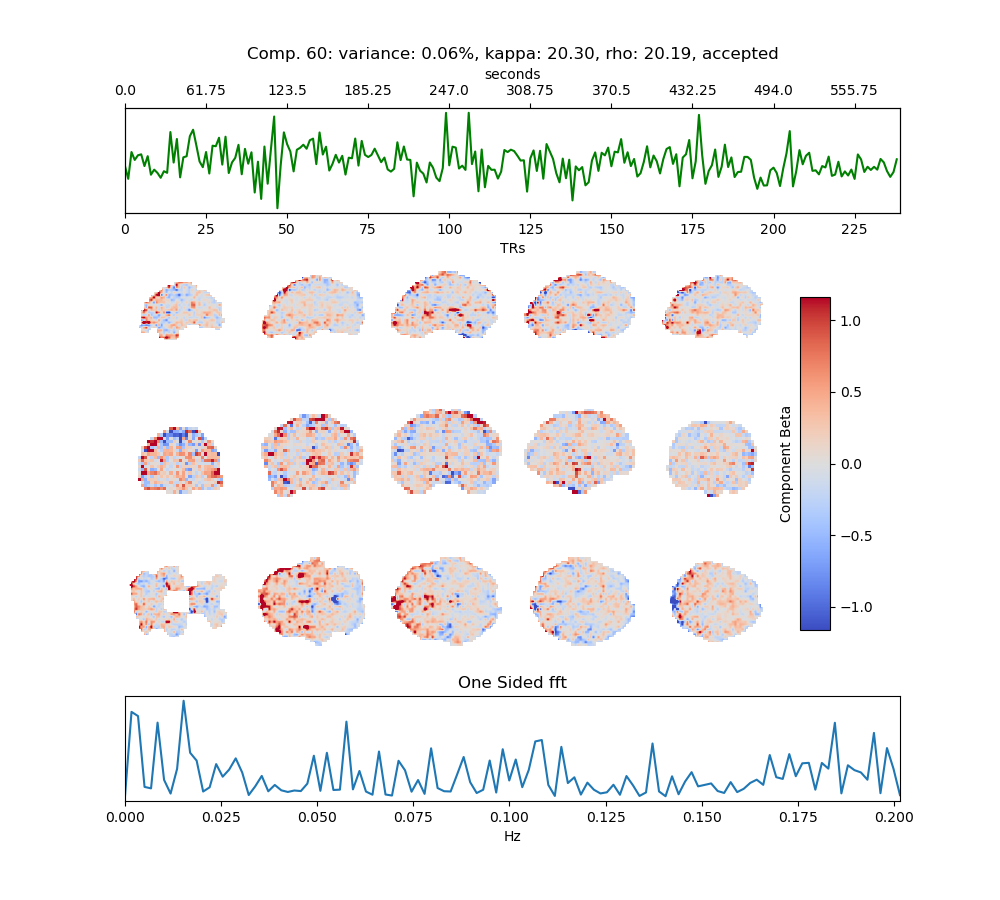 Comp. 60: variance: 0.06%, kappa: 20.30, rho: 20.19, accepted
seconds
0.0 61.75 123.5 185.25 247.0 308.75 370.5 432.25 494.0 555.75
0 25 50 75 100 125 150 175 200 225
TRs
1.0
0.5
0.0
−0.5
−1.0
Component Beta
One Sided fft
0.000 0.025 0.050 0.075 0.100 0.125 0.150 0.175 0.200
Hz